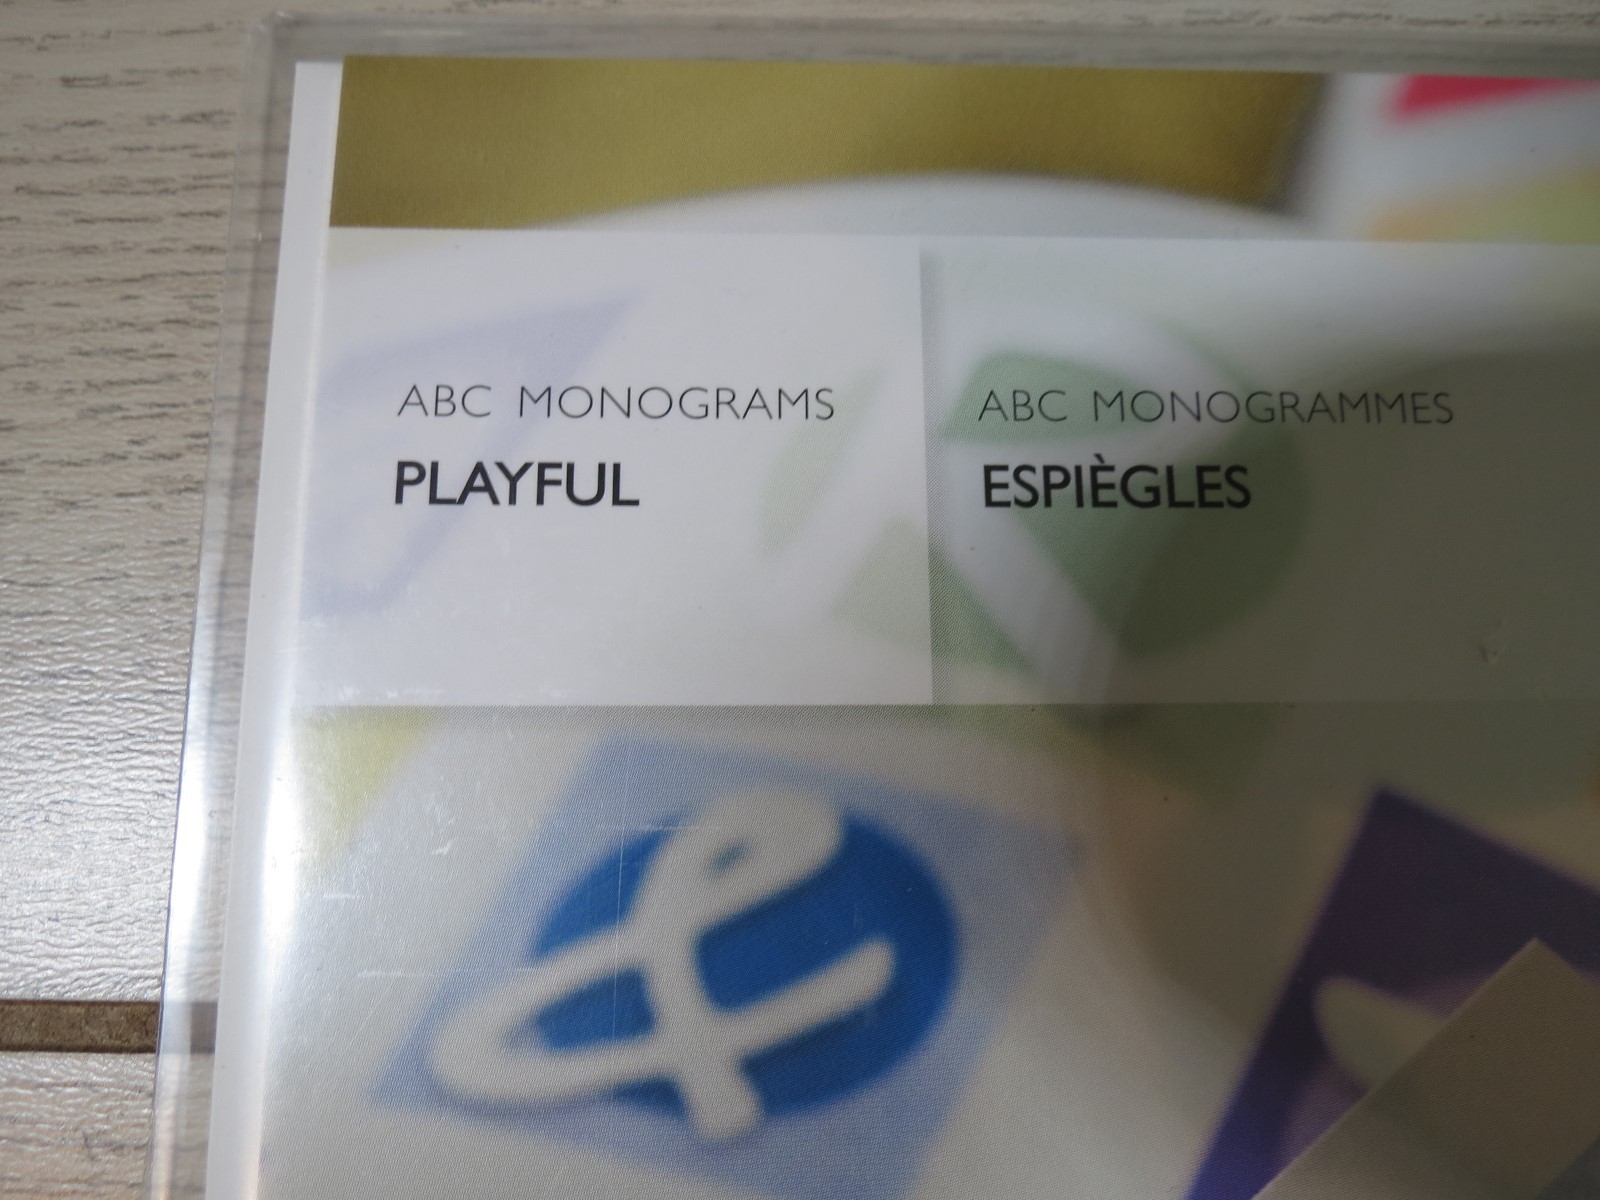 ABC MONOGRAMS
PLAYFUL
ABC MONOGRAMMES
ESPIÈGLES